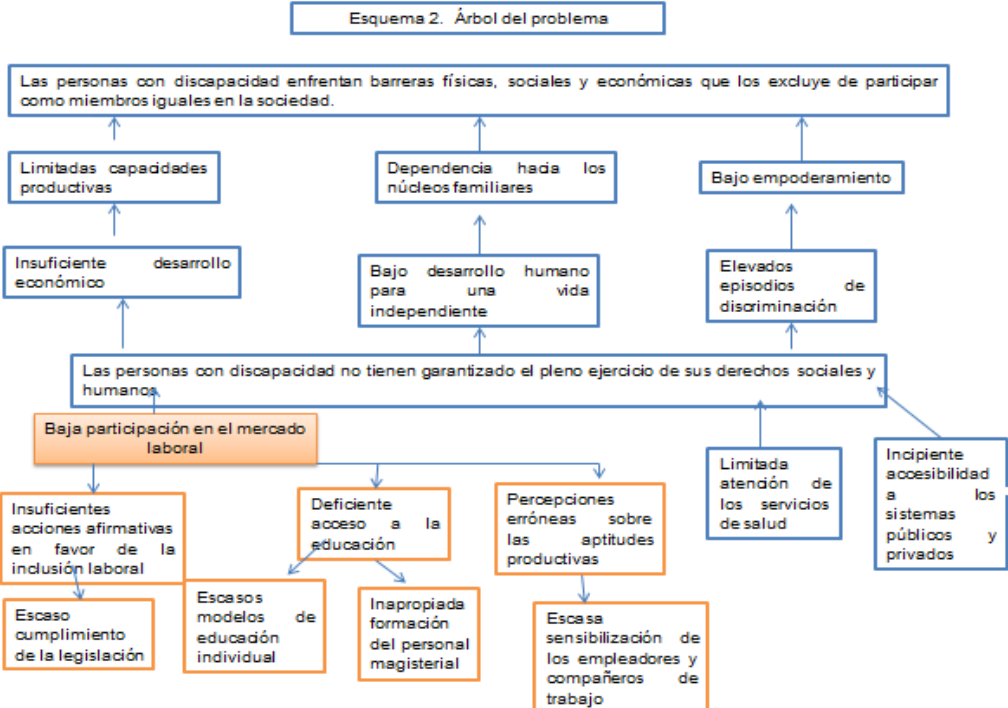 Esquema 2. Árbol del problema
Las personas con discapacidad enfrentan barreras físicas, sociales y económicas que los excluye de participar
como miembros iguales en la sociedad.
Limitadas capacidades
productivas
Dependencia hacia los
núcleos familiares
Bajo empoderamiento
Insuficiente desarrollo
económico
Bajo desarrollo humano
para una vida
independiente
Elevados
episodios de
discriminación
Las personas con discapacidad no tienen garantizado el pleno ejercicio de sus derechos sociales y
humanos
Baja participación en el mercado
laboral
Limitada
atención de
los servicios
de salud
Incipiente
accesibilidad
a los
sistemas
públicos y
privados
Insuficientes
acciones afirmativas
en favor de la
inclusión laboral
Deficiente
acceso a la
educación
Percepciones
erróneas sobre
las aptitudes
productivas
Escaso
cumplimiento
de la legislación
Escasos
modelos de
educación
individual
Inapropiada
formación
del personal
magisterial
Escasa
sensibilización de
los empleadores y
compañeros de
trabajo